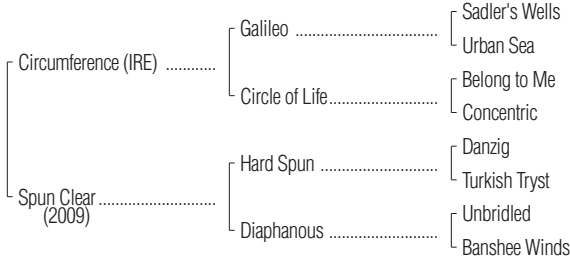 Sadler's Wells
Galileo ....................................
Urban Sea
Circumference (IRE) ............
Belong to Me
Circle of Life...........................
Concentric
Danzig
Hard Spun .............................
Turkish Tryst
Spun Clear.............................
(2009)
Unbridled
Diaphanous ...........................
Banshee Winds